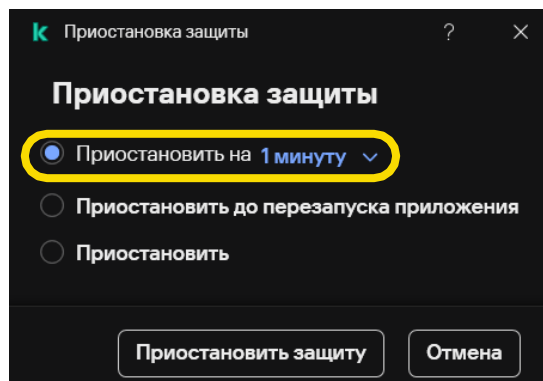 Приостановка защиты
?
Приостановка защиты
Приостановить на 1 минуту
Приостановить до перезапуска приложения
Приостановить
Приостановить защиту
Отмена